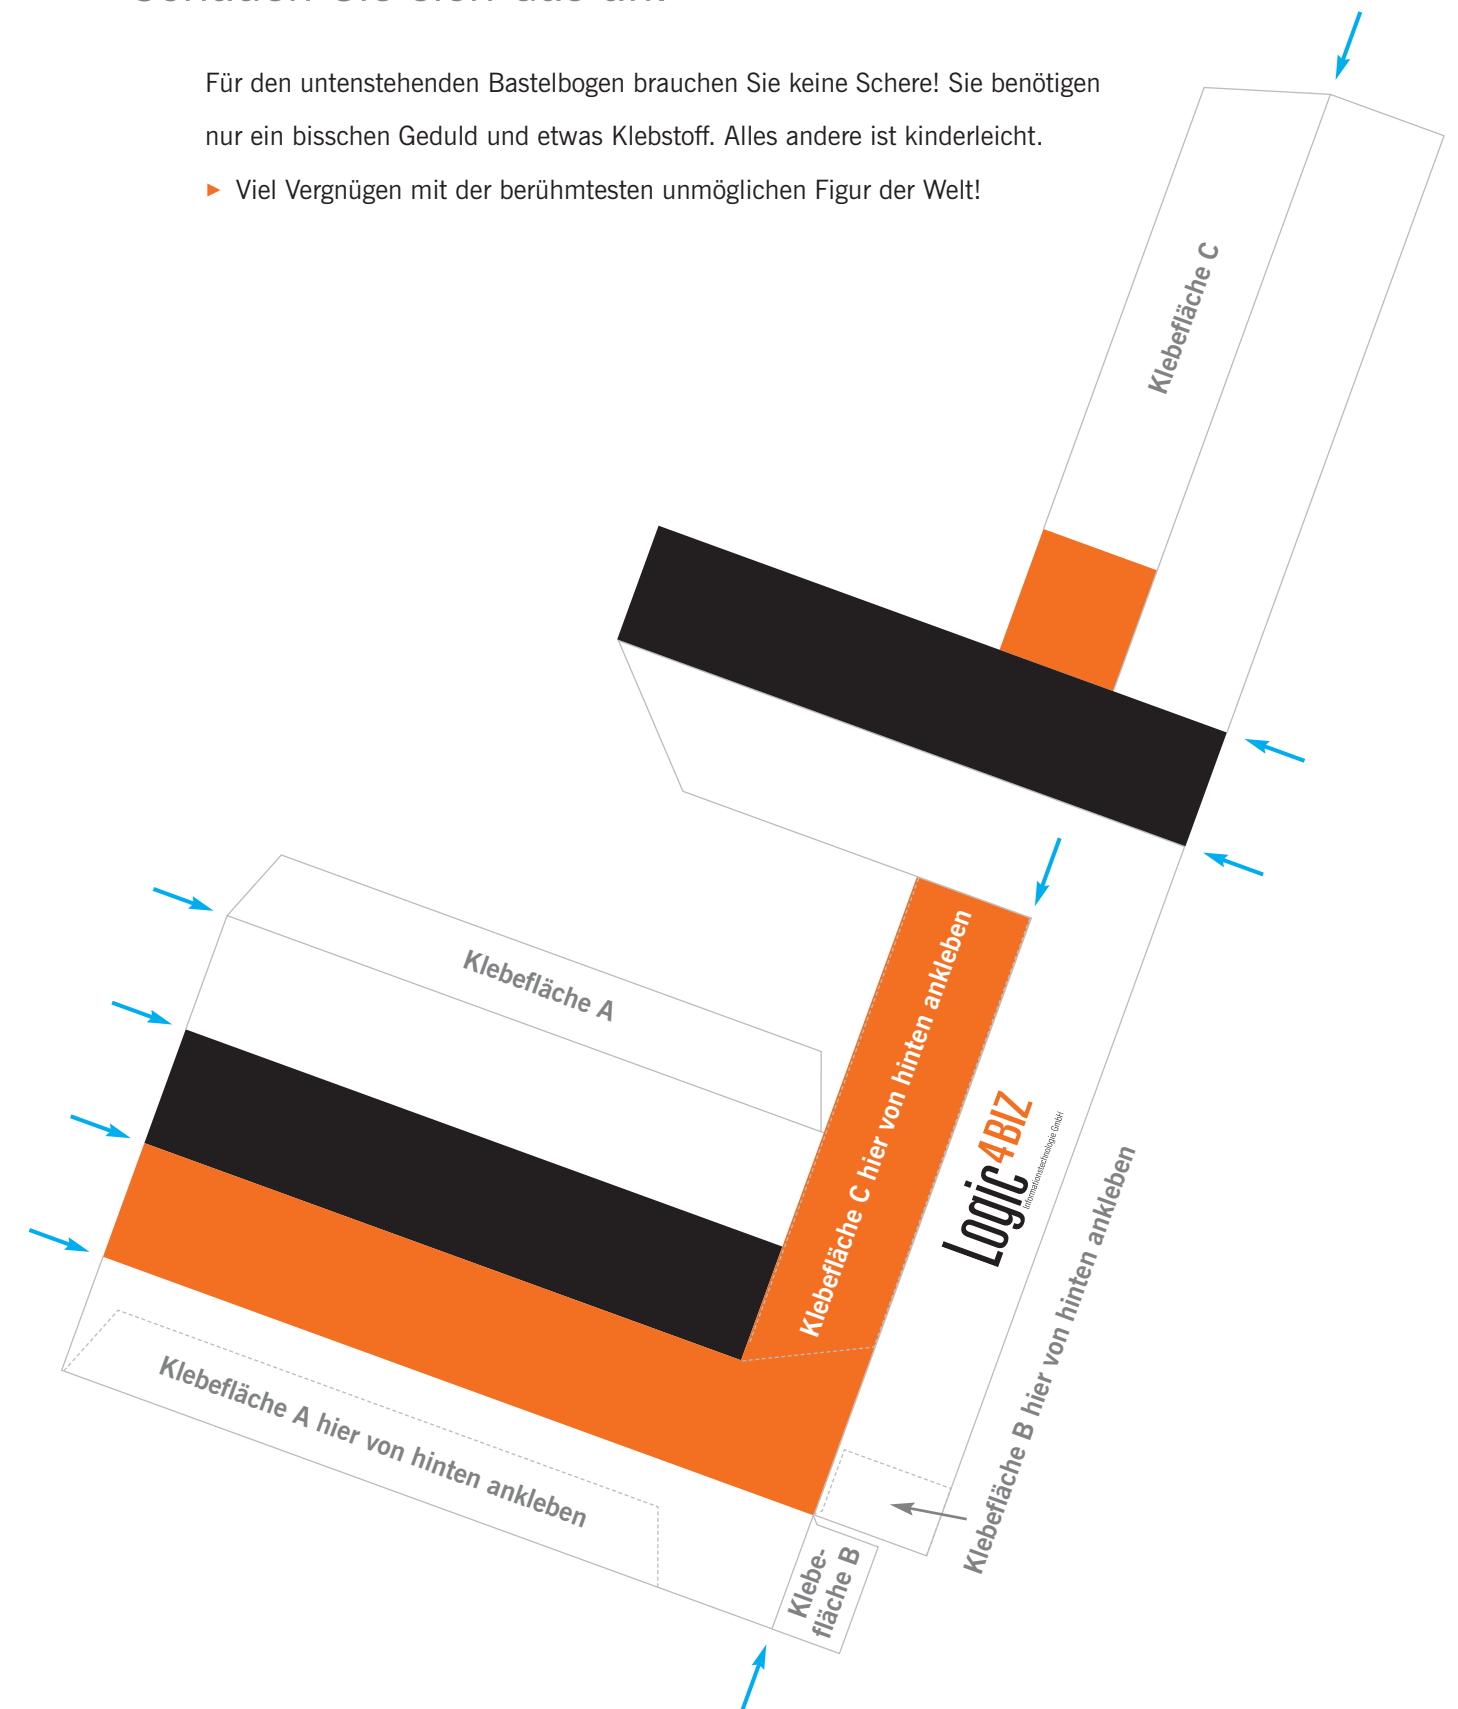 Für den untenstehenden Bastelbogen brauchen Sie keine Schere! Sie benötigen
nur ein bisschen Geduld und etwas Klebstoff. Alles andere ist kinderleicht.
► Viel Vergnügen mit der berühmtesten unmöglichen Figur der Welt!
Klebefläche C
Klebefläche A
Klebefläche C hier von hinten ankleben
Logic4BIZ
Informationstechnologie GmbH
Klebefläche B hier von hinten ankleben
Klebefläche A hier von hinten ankleben
Klebe-
fläche B